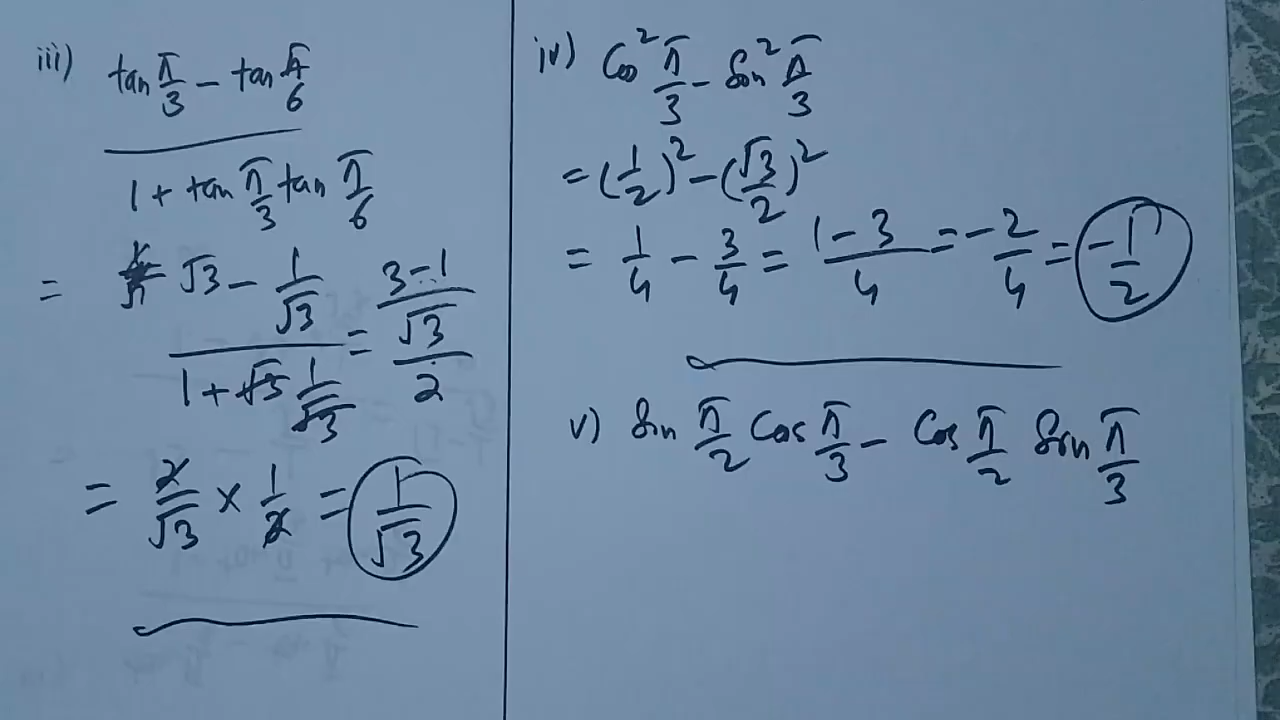 iii) tan π/3 − tan π/6
1 + tan π/3 tan π/6
= √3 − 1/√3 = 3 − 1/√3
1 + √3 1/√3 2
= 2/√3 × 1/2 = 1/√3
iv) Cos² π/3 − Sin² π/3
= (1/2)² − (√3/2)²
= 1/4 − 3/4 = 1 − 3/4 = −2/4 = −1/2
v) Sin π/2 Cos π/3 − Cos π/2 Sin π/3